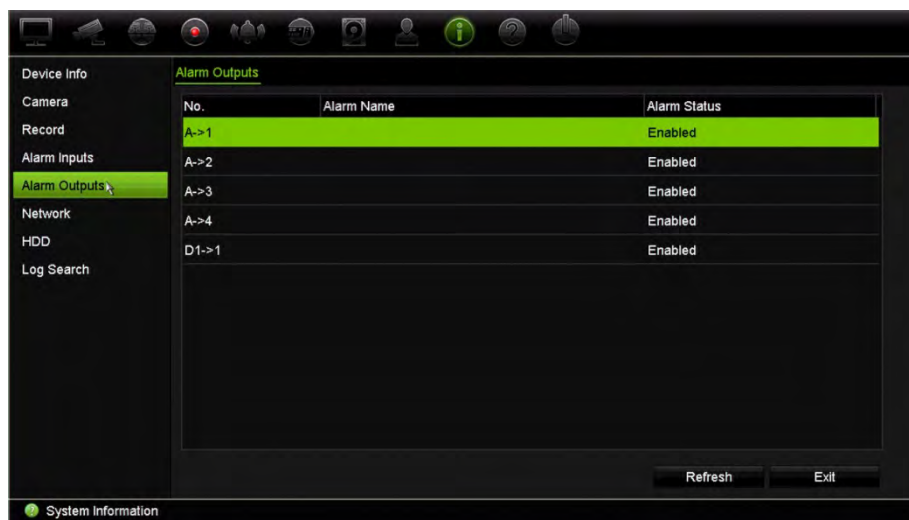 Device Info
Camera
Record
Alarm Inputs
Alarm Outputs
Network
HDD
Log Search
Alarm Outputs
No. Alarm Name Alarm Status
A->1 Enabled
A->2 Enabled
A->3 Enabled
A->4 Enabled
D1->1 Enabled
Refresh Exit
System Information